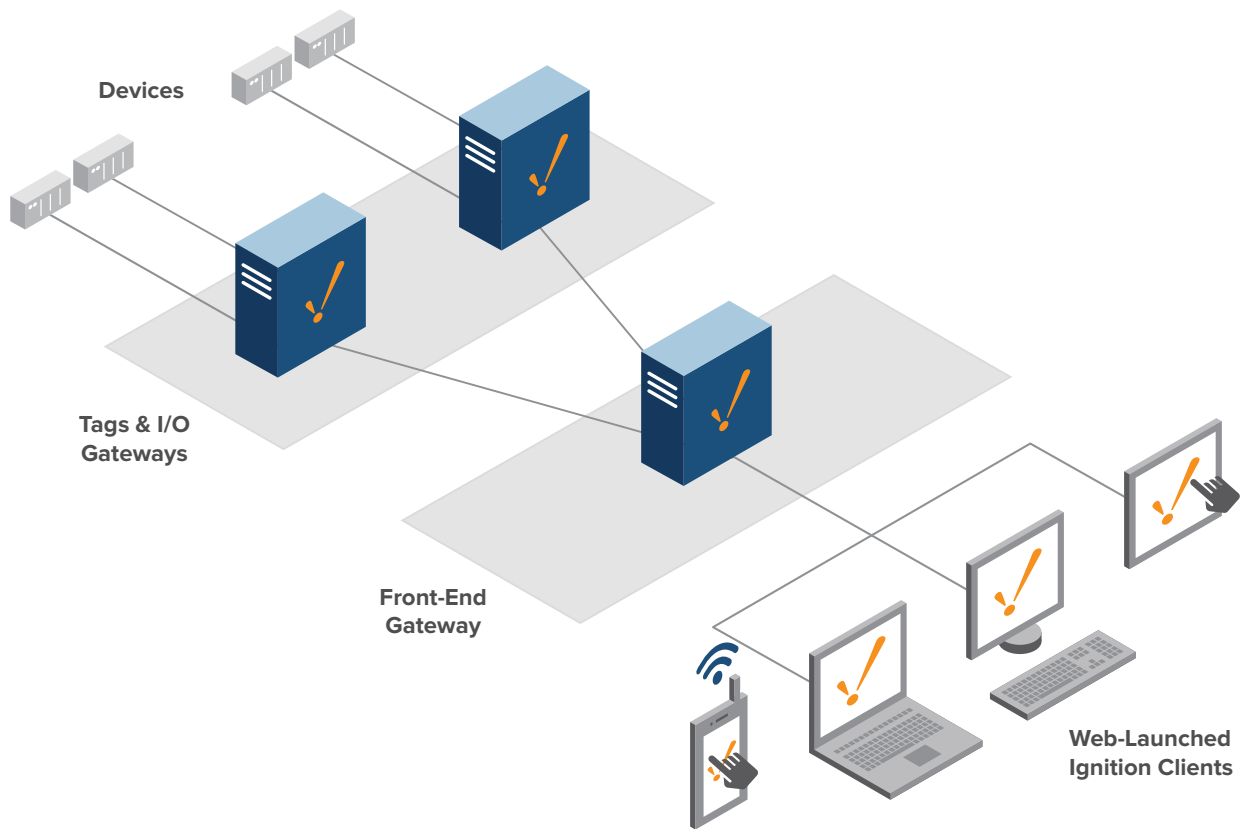 Devices
Tags & I/O
Gateways
Front-End
Gateway
Web-Launched
Ignition Clients